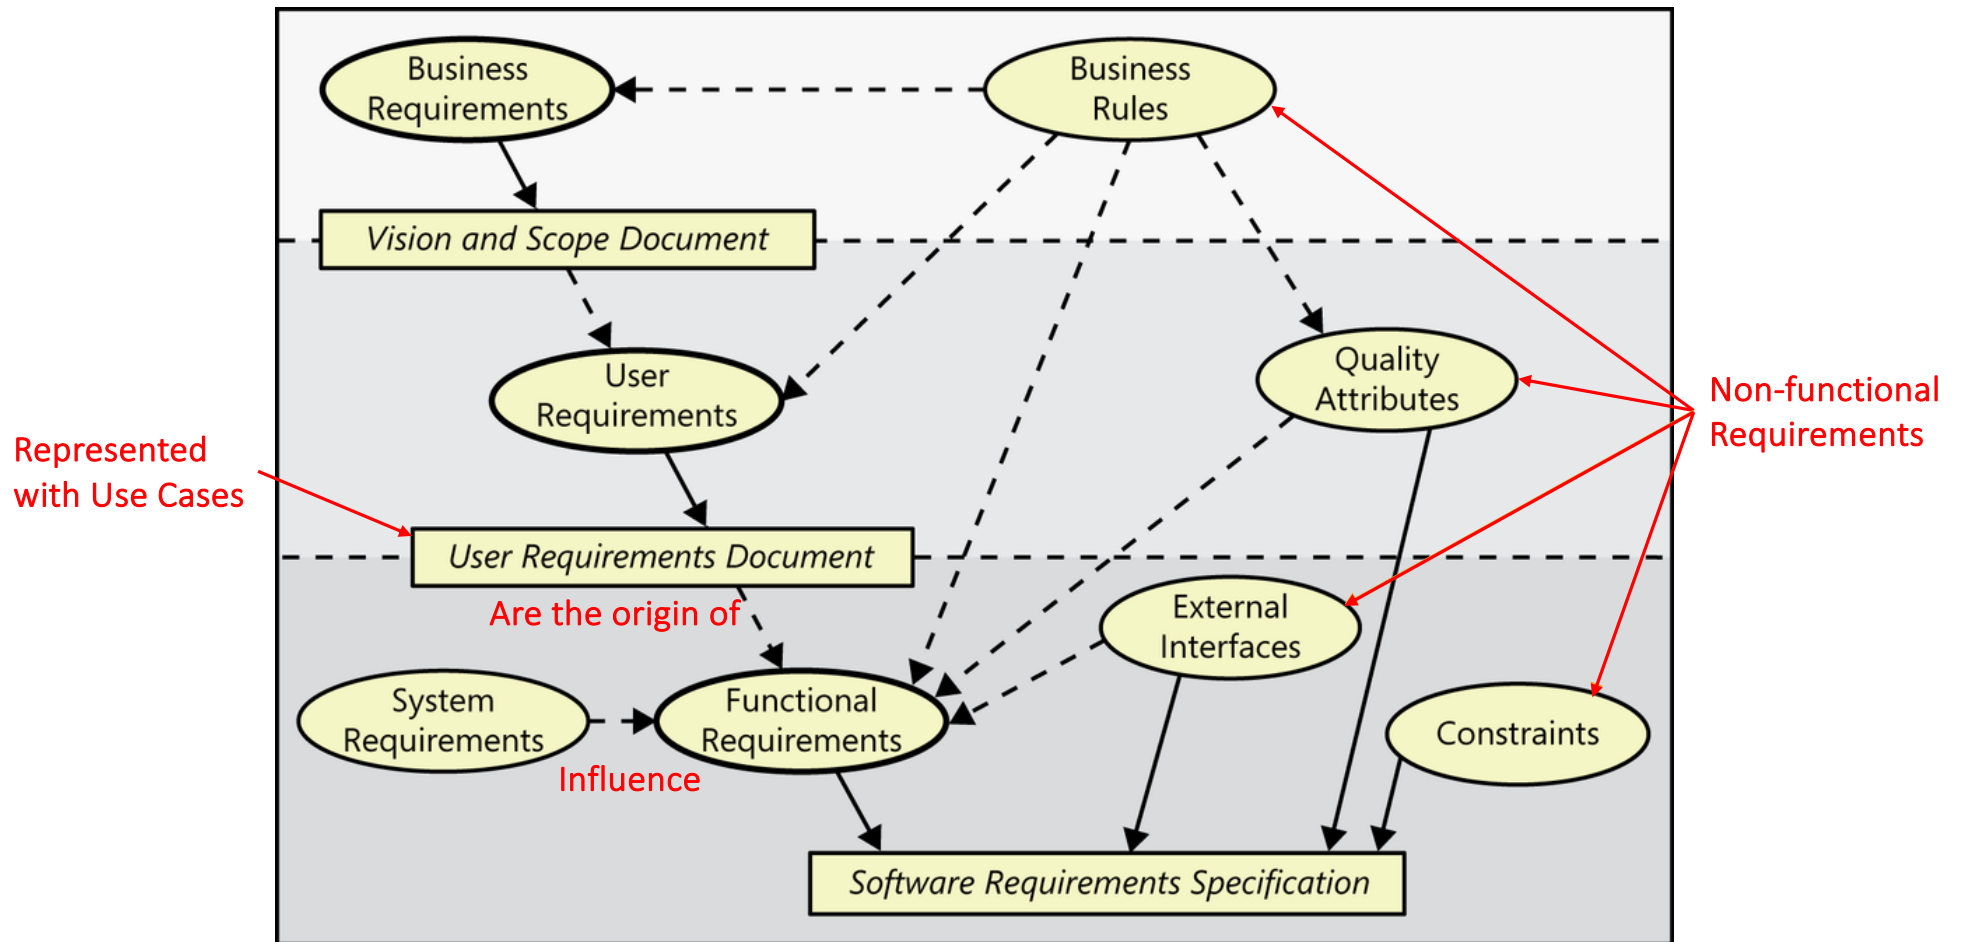 Business
Requirements
Business
Rules
Vision and Scope Document
User
Requirements
Quality
Attributes
Non-functional
Requirements
Represented
with Use Cases
User Requirements Document
Are the origin of
External
Interfaces
System
Requirements
Functional
Requirements
Constraints
Influence
Software Requirements Specification